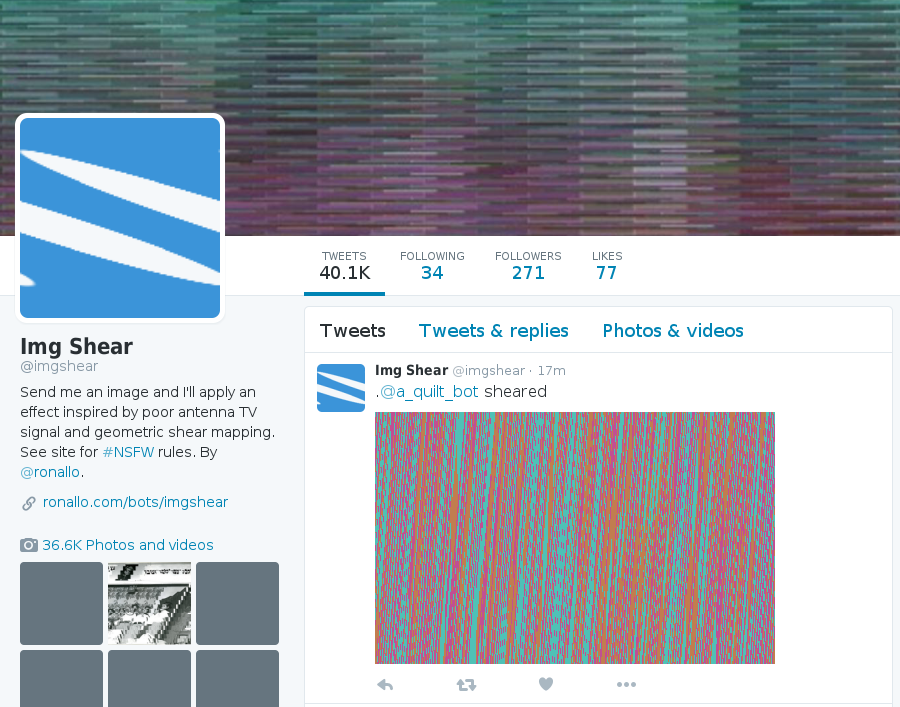 TWEETS
40.1K
FOLLOWING
34
FOLLOWERS
271
LIKES
77
Img Shear
@imgshear
Send me an image and I'll apply an
effect inspired by poor antenna TV
signal and geometric shear mapping.
See site for #NSFW rules. By
@ronallo.
ronallo.com/bots/imgshear
36.6K Photos and videos
Tweets
Tweets & replies
Photos & videos
Img Shear @imgshear · 17m
.@a_quilt_bot sheared